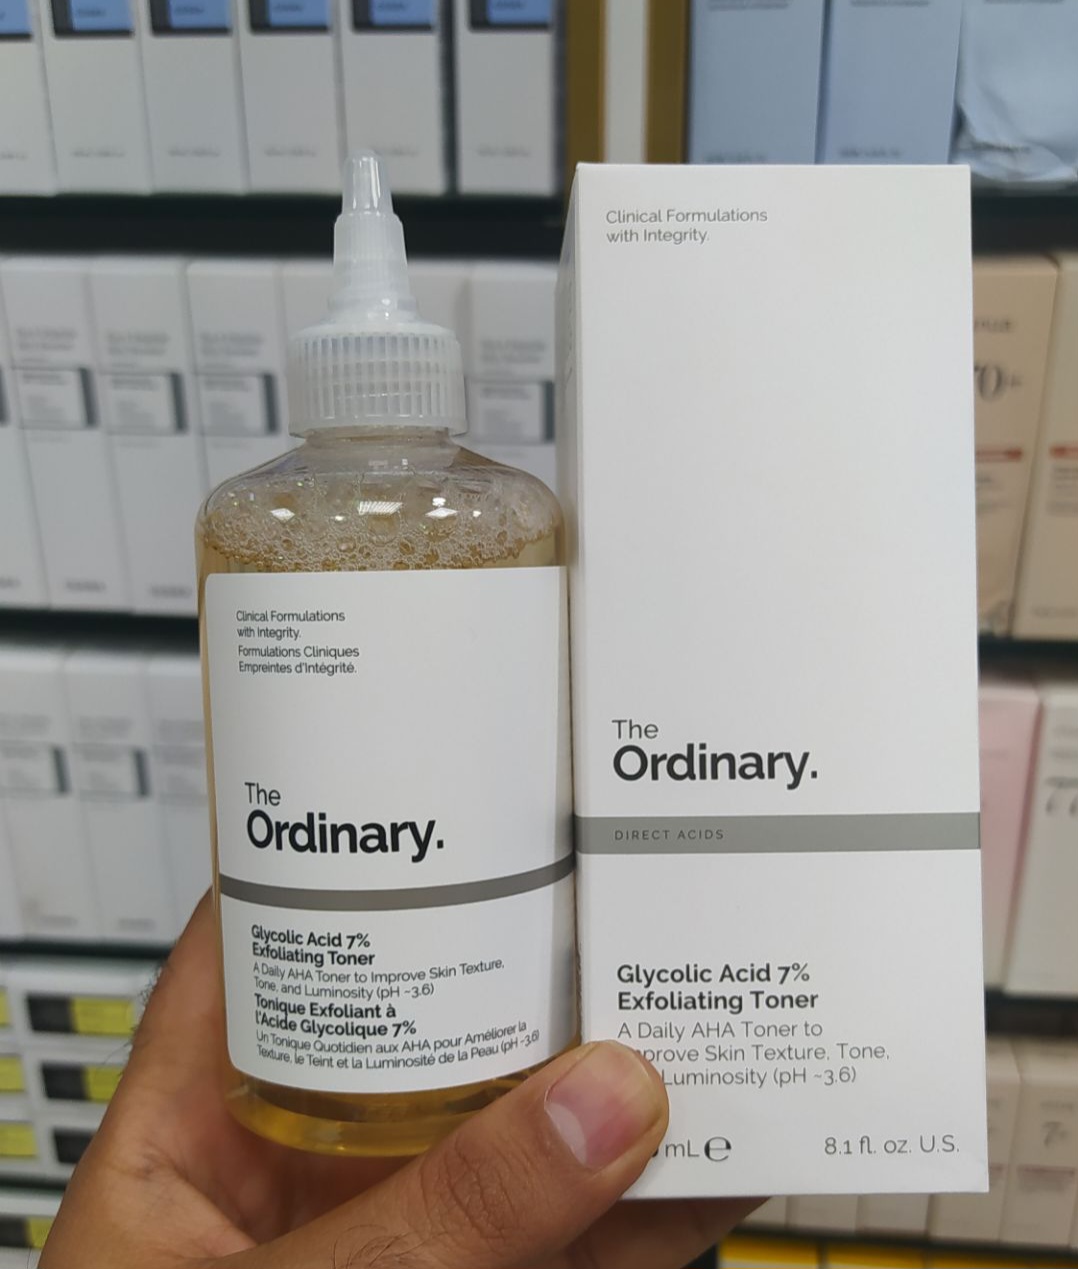 Clinical Formulations
with Integrity.
Formulations Cliniques
Empreintes d'Intégrité.
The
Ordinary.
Glycolic Acid 7%
Exfoliating Toner
A Daily AHA Toner to Improve Skin Texture,
Tone, and Luminosity (pH ~3.6)
Tonique Exfoliant à
l'Acide Glycolique 7%
Un Tonique Quotidien aux AHA pour Améliorer la
Texture, le Teint et la Luminosité de la Peau (pH ~3.6)
Clinical Formulations
with Integrity.
The
Ordinary.
DIRECT ACIDS
Glycolic Acid 7%
Exfoliating Toner
A Daily AHA Toner to
prove Skin Texture, Tone,
Luminosity (pH ~3.6)
mL e
8.1 fl. oz. U.S.